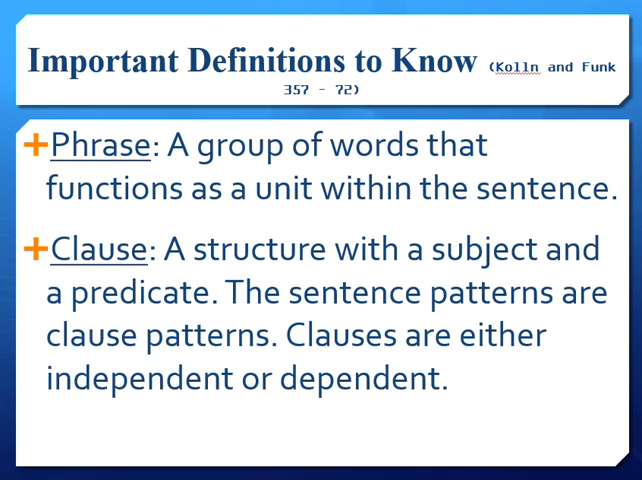 Important Definitions to Know (Kolln and Funk
357 - 72)
Phrase: A group of words that
functions as a unit within the sentence.
Clause: A structure with a subject and
a predicate. The sentence patterns are
clause patterns. Clauses are either
independent or dependent.